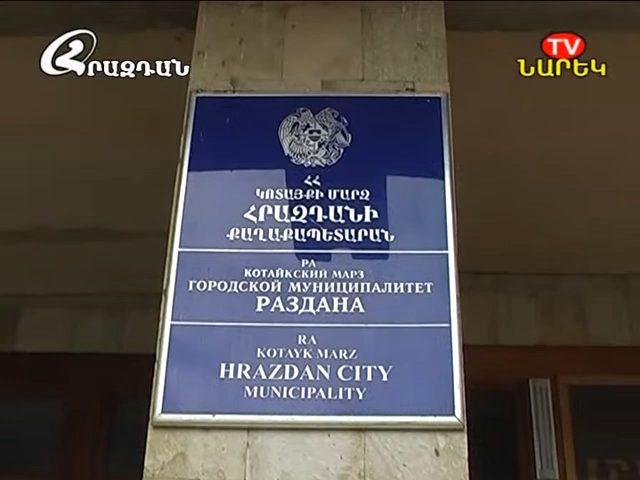 ՀՐԱԶԴԱՆ
TV
ՆԱՐԵԿ
ՀՀ
ԿՈՏԱՅՔԻ ՄԱՐԶ
ՀՐԱԶԴԱՆԻ
ՔԱՂԱՔԱՊԵՏԱՐԱՆ
РА
КОТАЙКСКИЙ МАРЗ
ГОРОДСКОЙ МУНИЦИПАЛИТЕТ
РАЗДАНА
RA
KOTAYK MARZ
HRAZDAN CITY
MUNICIPALITY